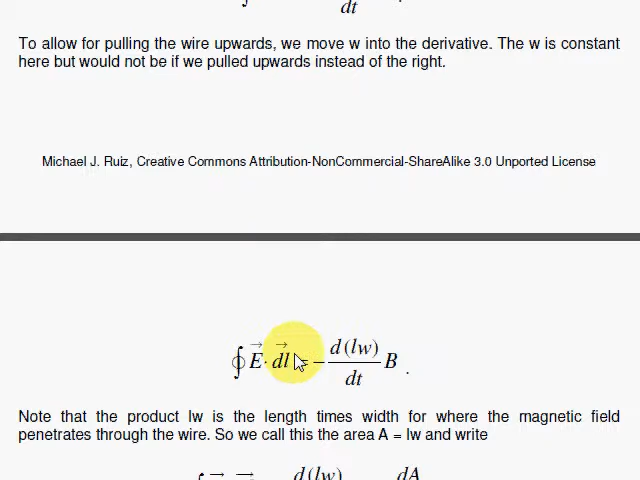 dt
To allow for pulling the wire upwards, we move w into the derivative. The w is constant
here but would not be if we pulled upwards instead of the right.
Michael J. Ruiz, Creative Commons Attribution-NonCommercial-ShareAlike 3.0 Unported License
∮ E⃗ · dl⃗ = − d(lw)/dt B .
Note that the product lw is the length times width for where the magnetic field
penetrates through the wire. So we call this the area A = lw and write
d(lw) dA